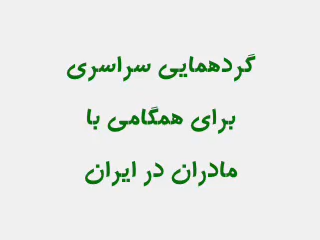 گردهمایی سراسری
برای همگامی با
مادران در ایران